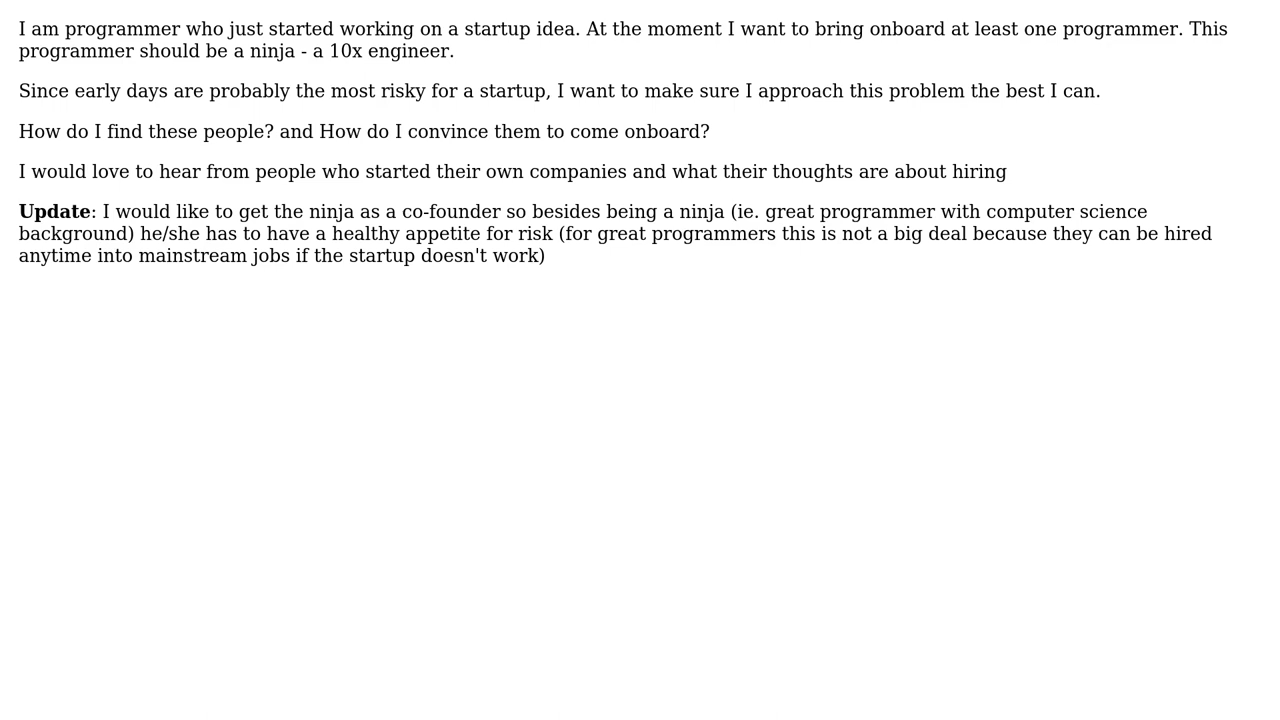 I am programmer who just started working on a startup idea. At the moment I want to bring onboard at least one programmer. This
programmer should be a ninja - a 10x engineer.
Since early days are probably the most risky for a startup, I want to make sure I approach this problem the best I can.
How do I find these people? and How do I convince them to come onboard?
I would love to hear from people who started their own companies and what their thoughts are about hiring
Update: I would like to get the ninja as a co-founder so besides being a ninja (ie. great programmer with computer science
background) he/she has to have a healthy appetite for risk (for great programmers this is not a big deal because they can be hired
anytime into mainstream jobs if the startup doesn't work)